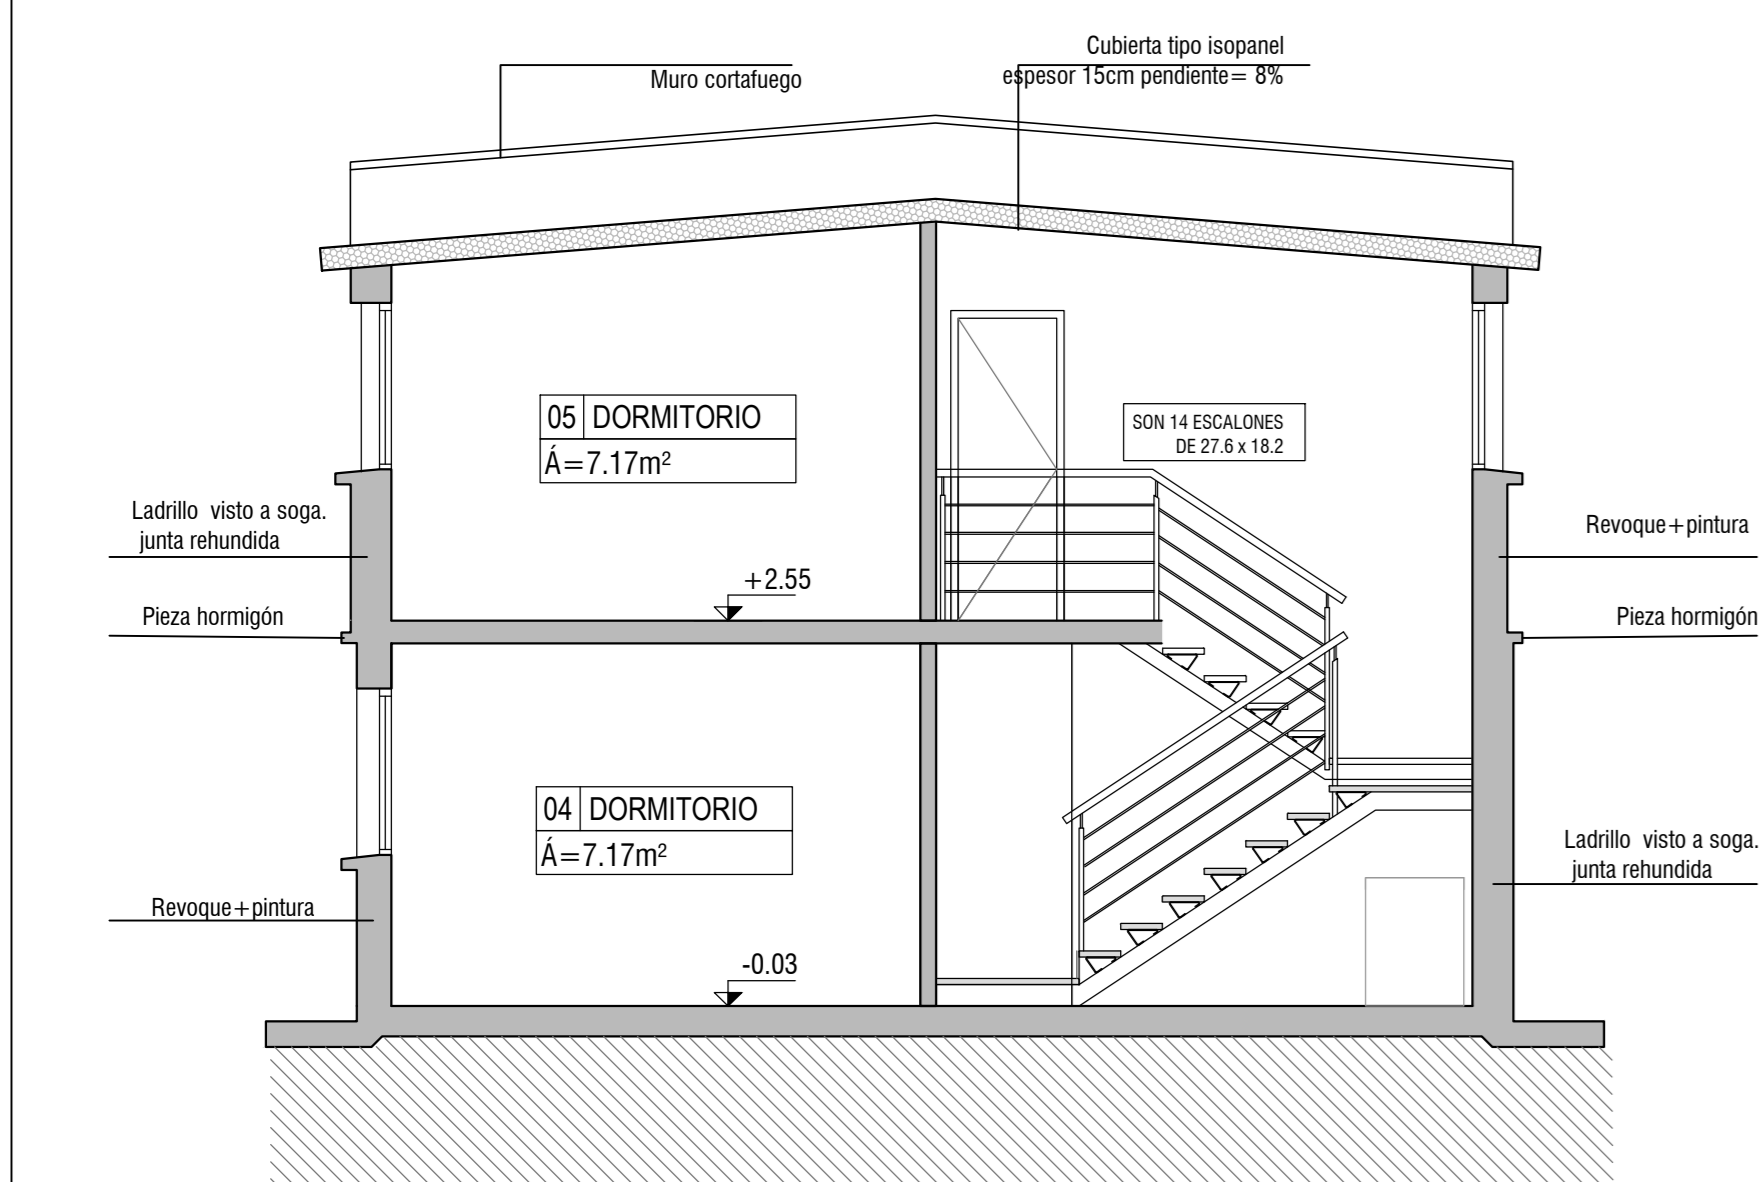 Cubierta tipo isopanel
espesor 15cm pendiente= 8%
Muro cortafuego
05 DORMITORIO
Á=7.17m²
SON 14 ESCALONES
DE 27.6 x 18.2
Ladrillo visto a soga.
junta rehundida
Revoque+pintura
+2.55
Pieza hormigón
Pieza hormigón
04 DORMITORIO
Á=7.17m²
Ladrillo visto a soga.
junta rehundida
Revoque+pintura
-0.03